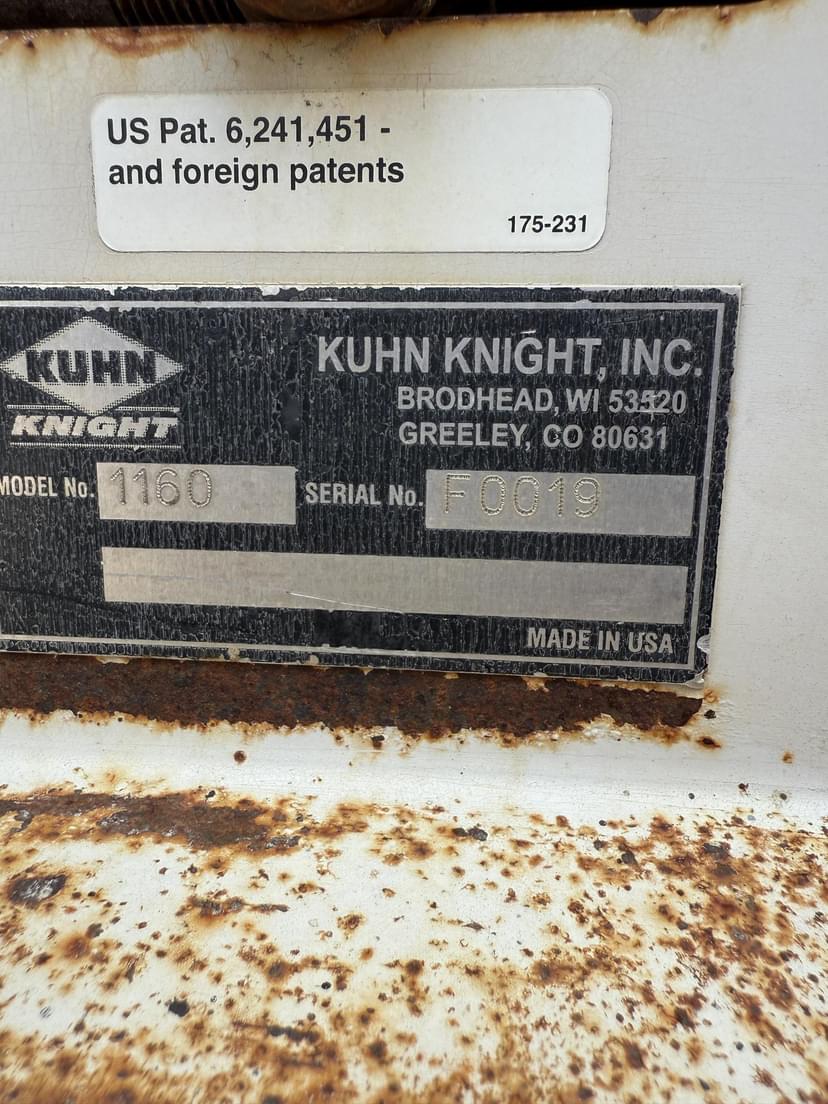 US Pat. 6,241,451 -
and foreign patents
175-231
KUHN
KNIGHT
KUHN KNIGHT, INC.
BRODHEAD, WI 53520
GREELEY, CO 80631
MODEL No. 1160 SERIAL No. F0019
MADE IN USA